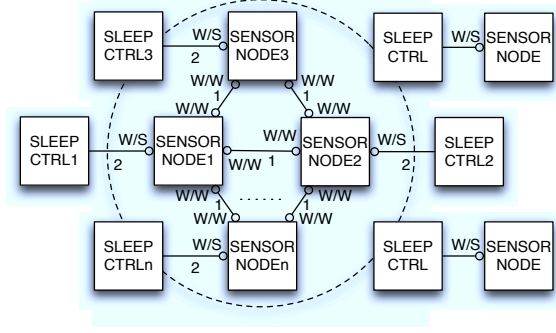 SLEEP
CTRL3
W/S
2
SENSOR
NODE3
SLEEP
CTRL
W/S
SENSOR
NODE
W/W
1
W/W
W/W
1
W/W
SLEEP
CTRL1
W/S
2
SENSOR
NODE1
W/W
W/W
1
SENSOR
NODE2
W/S
2
SLEEP
CTRL2
W/W
1
W/W
. . . . . .
W/W
1
W/W
SLEEP
CTRLn
W/S
2
SENSOR
NODEn
SLEEP
CTRL
W/S
SENSOR
NODE